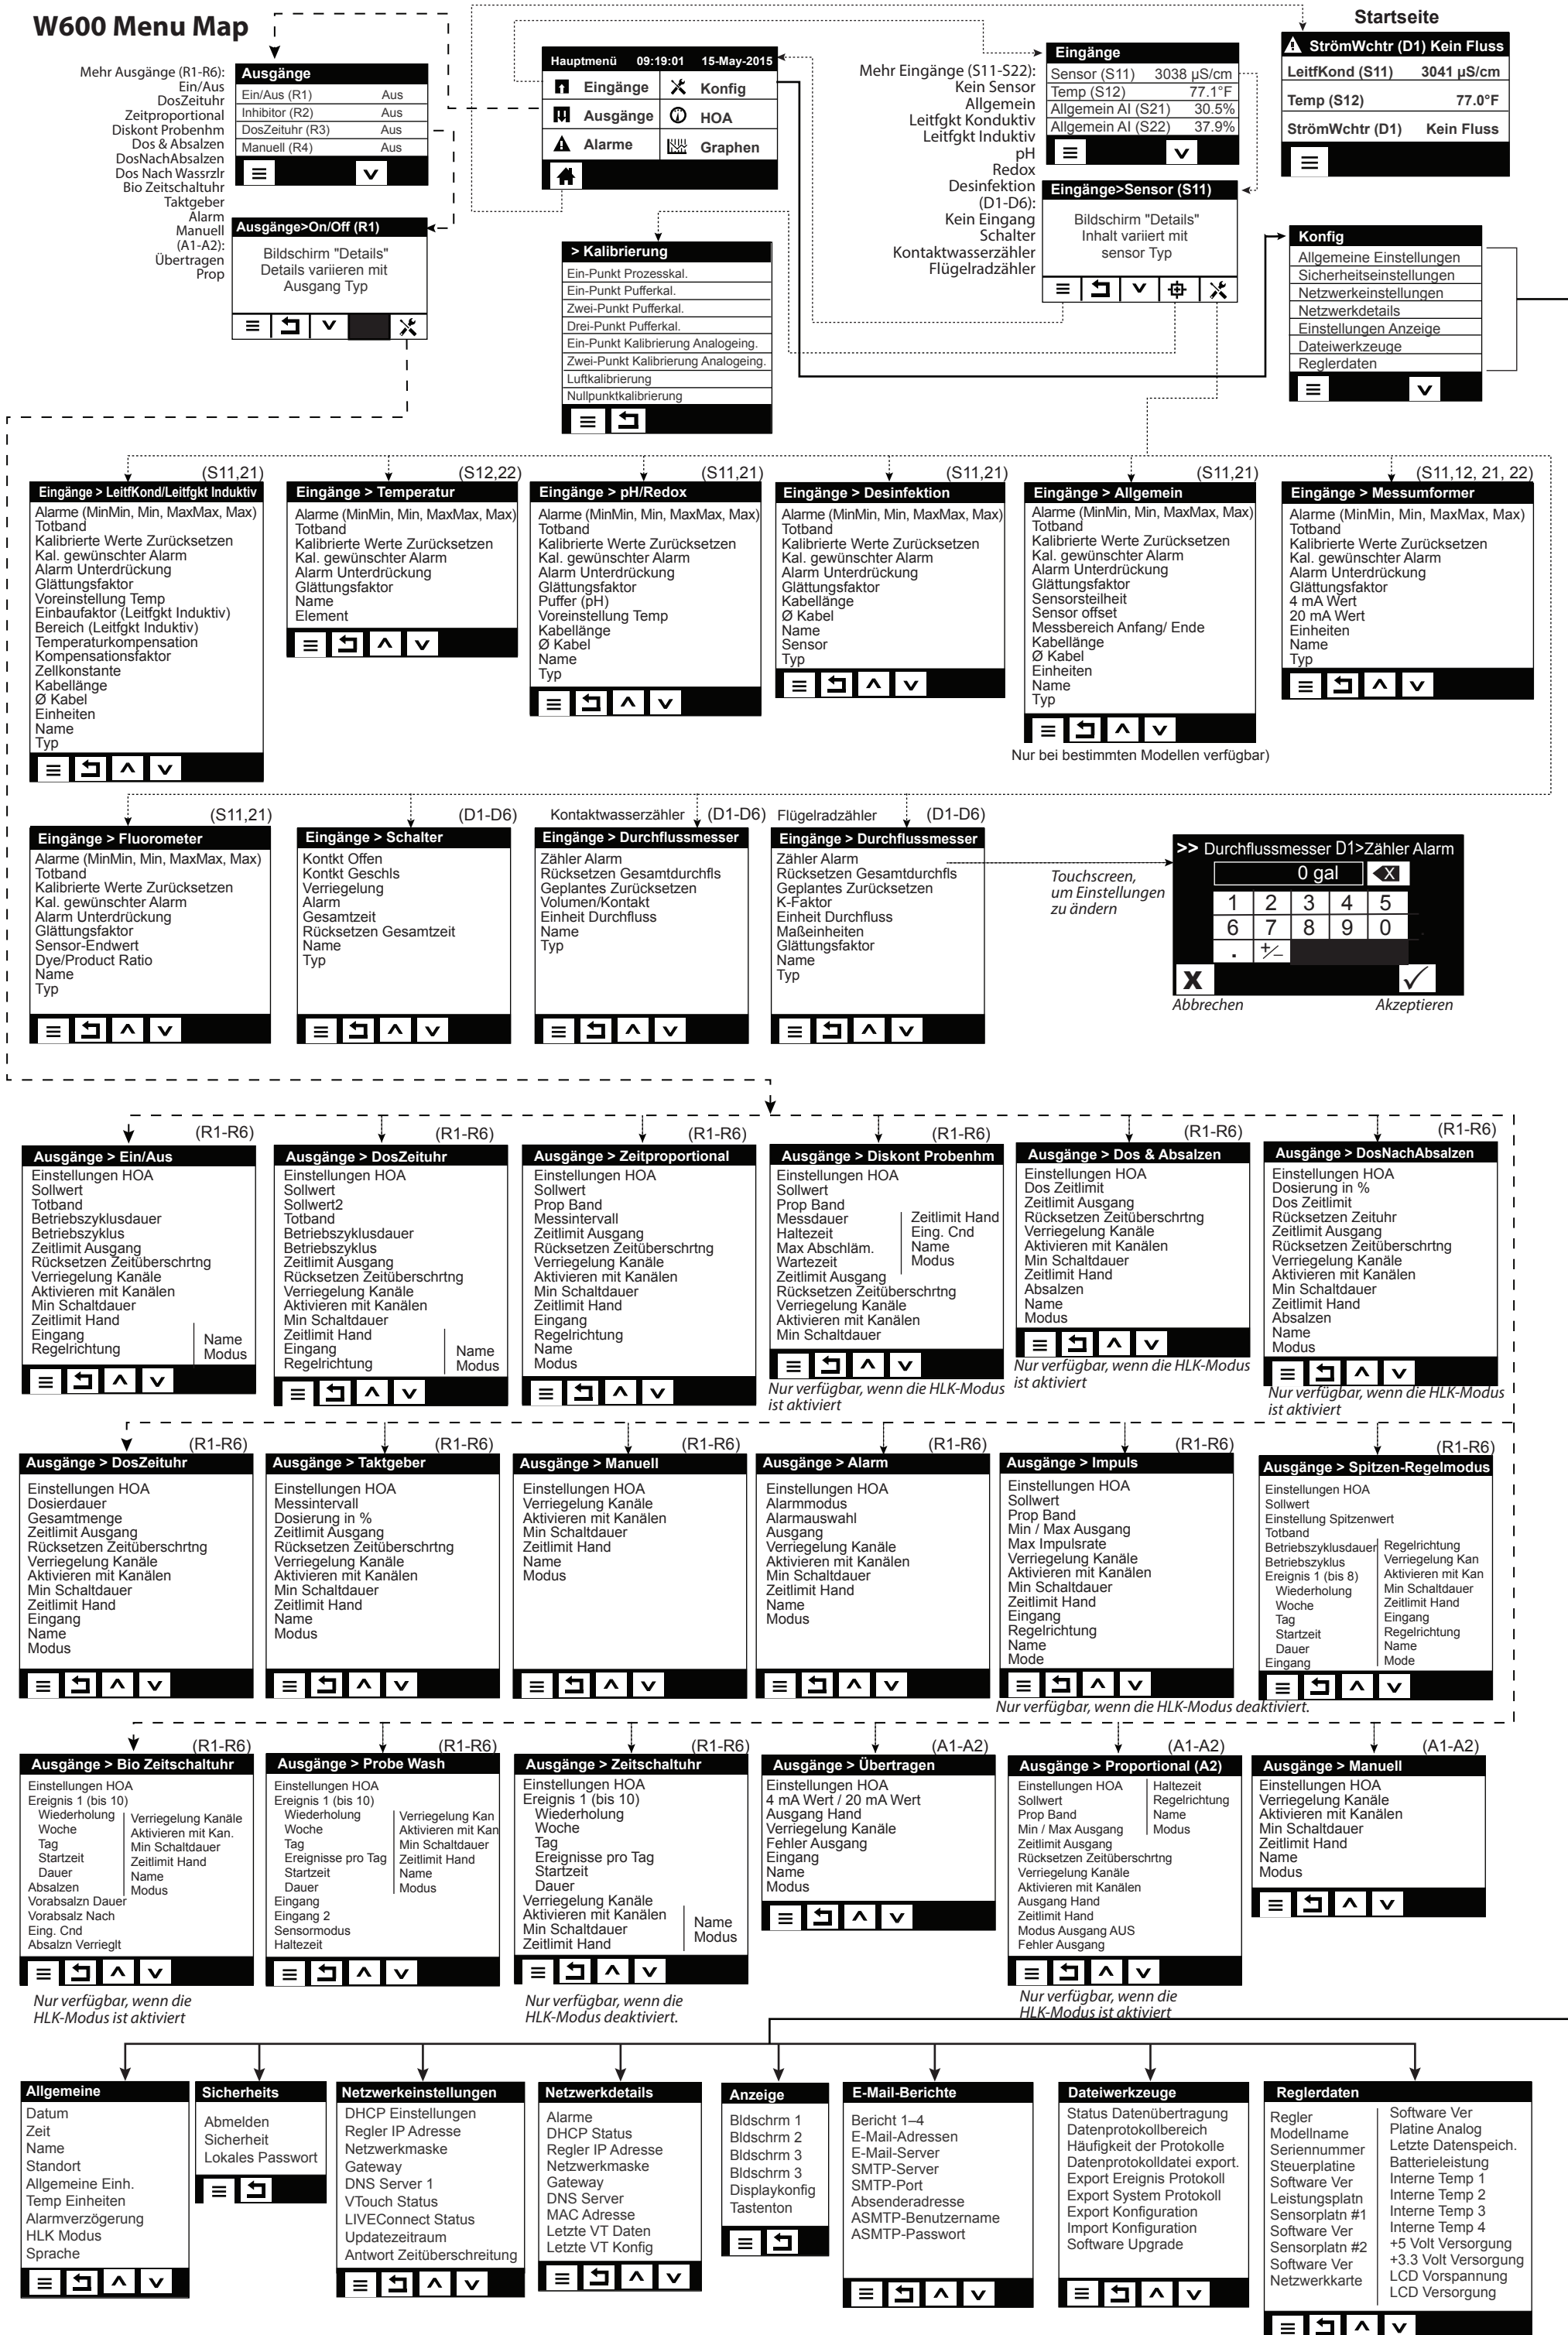 W600 Menu Map
Mehr Ausgänge (R1-R6):
Ein/Aus
DosZeituhr
Zeitproportional
Diskont Probenhm
Dos & Absalzen
DosNachAbsalzen
Dos Nach Wassrzlr
Bio Zeitschaltuhr
Taktgeber
Alarm
Manuell
(A1-A2):
Übertragen
Prop
Ausgänge
Ein/Aus (R1) Aus
Inhibitor (R2) Aus
DosZeituhr (R3) Aus
Manuell (R4) Aus
Ausgänge>On/Off (R1)
Bildschirm "Details"
Details variieren mit
Ausgang Typ
Hauptmenü 09:19:01 15-May-2015
Eingänge Konfig
Ausgänge HOA
Alarme Graphen
> Kalibrierung
Ein-Punkt Prozesskal.
Ein-Punkt Pufferkal.
Zwei-Punkt Pufferkal.
Drei-Punkt Pufferkal.
Ein-Punkt Kalibrierung Analogeing.
Zwei-Punkt Kalibrierung Analogeing.
Luftkalibrierung
Nullpunktkalibrierung
Mehr Eingänge (S11-S22):
Kein Sensor
Allgemein
Leitfgkt Konduktiv
Leitfgkt Induktiv
pH
Redox
Desinfektion
(D1-D6):
Kein Eingang
Schalter
Kontaktwasserzähler
Flügelradzähler
Eingänge
Sensor (S11) 3038 µS/cm
Temp (S12) 77.1°F
Allgemein AI (S21) 30.5%
Allgemein AI (S22) 37.9%
Eingänge>Sensor (S11)
Bildschirm "Details"
Inhalt variiert mit
sensor Typ
Startseite
StrömWchtr (D1) Kein Fluss
LeitfKond (S11) 3041 µS/cm
Temp (S12) 77.0°F
StrömWchtr (D1) Kein Fluss
Konfig
Allgemeine Einstellungen
Sicherheitseinstellungen
Netzwerkeinstellungen
Netzwerkdetails
Einstellungen Anzeige
Dateiwerkzeuge
Reglerdaten
(S11,21)
Eingänge > LeitfKond/Leitfgkt Induktiv
Alarme (MinMin, Min, MaxMax, Max)
Totband
Kalibrierte Werte Zurücksetzen
Kal. gewünschter Alarm
Alarm Unterdrückung
Glättungsfaktor
Voreinstellung Temp
Einbaufaktor (Leitfgkt Induktiv)
Bereich (Leitfgkt Induktiv)
Temperaturkompensation
Kompensationsfaktor
Zellkonstante
Kabellänge
Ø Kabel
Einheiten
Name
Typ
(S12,22)
Eingänge > Temperatur
Alarme (MinMin, Min, MaxMax, Max)
Totband
Kalibrierte Werte Zurücksetzen
Kal. gewünschter Alarm
Alarm Unterdrückung
Glättungsfaktor
Name
Element
(S11,21)
Eingänge > pH/Redox
Alarme (MinMin, Min, MaxMax, Max)
Totband
Kalibrierte Werte Zurücksetzen
Kal. gewünschter Alarm
Alarm Unterdrückung
Glättungsfaktor
Puffer (pH)
Voreinstellung Temp
Kabellänge
Ø Kabel
Name
Typ
(S11,21)
Eingänge > Desinfektion
Alarme (MinMin, Min, MaxMax, Max)
Totband
Kalibrierte Werte Zurücksetzen
Kal. gewünschter Alarm
Alarm Unterdrückung
Glättungsfaktor
Kabellänge
Ø Kabel
Name
Sensor
Typ
(S11,21)
Eingänge > Allgemein
Alarme (MinMin, Min, MaxMax, Max)
Totband
Kalibrierte Werte Zurücksetzen
Kal. gewünschter Alarm
Alarm Unterdrückung
Glättungsfaktor
Sensorsteilheit
Sensor offset
Messbereich Anfang/ Ende
Kabellänge
Ø Kabel
Einheiten
Name
Typ
Nur bei bestimmten Modellen verfügbar)
(S11,12, 21, 22)
Eingänge > Messumformer
Alarme (MinMin, Min, MaxMax, Max)
Totband
Kalibrierte Werte Zurücksetzen
Kal. gewünschter Alarm
Alarm Unterdrückung
Glättungsfaktor
4 mA Wert
20 mA Wert
Einheiten
Name
Typ
(S11,21)
Eingänge > Fluorometer
Alarme (MinMin, Min, MaxMax, Max)
Totband
Kalibrierte Werte Zurücksetzen
Kal. gewünschter Alarm
Alarm Unterdrückung
Glättungsfaktor
Sensor-Endwert
Dye/Product Ratio
Name
Typ
(D1-D6)
Eingänge > Schalter
Kontkt Offen
Kontkt Geschls
Verriegelung
Alarm
Gesamtzeit
Rücksetzen Gesamtzeit
Name
Typ
Kontaktwasserzähler (D1-D6)
Eingänge > Durchflussmesser
Zähler Alarm
Rücksetzen Gesamtdurchfls
Geplantes Zurücksetzen
Volumen/Kontakt
Einheit Durchfluss
Name
Typ
Flügelradzähler (D1-D6)
Eingänge > Durchflussmesser
Zähler Alarm
Rücksetzen Gesamtdurchfls
Geplantes Zurücksetzen
K-Faktor
Einheit Durchfluss
Maßeinheiten
Glättungsfaktor
Name
Typ
Touchscreen,
um Einstellungen
zu ändern
>> Durchflussmesser D1>Zähler Alarm
0 gal X
1 2 3 4 5
6 7 8 9 0
. +/−
X
Abbrechen Akzeptieren
(R1-R6)
Ausgänge > Ein/Aus
Einstellungen HOA
Sollwert
Totband
Betriebszyklusdauer
Betriebszyklus
Zeitlimit Ausgang
Rücksetzen Zeitüberschrtng
Verriegelung Kanäle
Aktivieren mit Kanälen
Min Schaltdauer
Zeitlimit Hand
Eingang
Regelrichtung
Name
Modus
(R1-R6)
Ausgänge > DosZeituhr
Einstellungen HOA
Sollwert
Sollwert2
Totband
Betriebszyklusdauer
Betriebszyklus
Zeitlimit Ausgang
Rücksetzen Zeitüberschrtng
Verriegelung Kanäle
Aktivieren mit Kanälen
Min Schaltdauer
Zeitlimit Hand
Eingang
Regelrichtung
Name
Modus
(R1-R6)
Ausgänge > Zeitproportional
Einstellungen HOA
Sollwert
Prop Band
Messintervall
Zeitlimit Ausgang
Rücksetzen Zeitüberschrtng
Verriegelung Kanäle
Aktivieren mit Kanälen
Min Schaltdauer
Zeitlimit Hand
Eingang
Regelrichtung
Name
Modus
(R1-R6)
Ausgänge > Diskont Probenhm
Einstellungen HOA
Sollwert
Prop Band
Messdauer
Haltezeit
Max Abschläm.
Wartezeit
Zeitlimit Ausgang
Rücksetzen Zeitüberschrtng
Verriegelung Kanäle
Aktivieren mit Kanälen
Min Schaltdauer
Zeitlimit Hand
Eing. Cnd
Name
Modus
Nur verfügbar, wenn die HLK-Modus
ist aktiviert
(R1-R6)
Ausgänge > Dos & Absalzen
Einstellungen HOA
Dos Zeitlimit
Zeitlimit Ausgang
Rücksetzen Zeitüberschrtng
Verriegelung Kanäle
Aktivieren mit Kanälen
Min Schaltdauer
Zeitlimit Hand
Absalzen
Name
Modus
Nur verfügbar, wenn die HLK-Modus
ist aktiviert
(R1-R6)
Ausgänge > DosNachAbsalzen
Einstellungen HOA
Dosierung in %
Dos Zeitlimit
Rücksetzen Zeituhr
Zeitlimit Ausgang
Rücksetzen Zeitüberschrtng
Verriegelung Kanäle
Aktivieren mit Kanälen
Min Schaltdauer
Zeitlimit Hand
Absalzen
Name
Modus
Nur verfügbar, wenn die HLK-Modus
ist aktiviert
(R1-R6)
Ausgänge > DosZeituhr
Einstellungen HOA
Dosierdauer
Gesamtmenge
Zeitlimit Ausgang
Rücksetzen Zeitüberschrtng
Verriegelung Kanäle
Aktivieren mit Kanälen
Min Schaltdauer
Zeitlimit Hand
Eingang
Name
Modus
(R1-R6)
Ausgänge > Taktgeber
Einstellungen HOA
Messintervall
Dosierung in %
Zeitlimit Ausgang
Rücksetzen Zeitüberschrtng
Verriegelung Kanäle
Aktivieren mit Kanälen
Min Schaltdauer
Zeitlimit Hand
Name
Modus
(R1-R6)
Ausgänge > Manuell
Einstellungen HOA
Verriegelung Kanäle
Aktivieren mit Kanälen
Min Schaltdauer
Zeitlimit Hand
Name
Modus
(R1-R6)
Ausgänge > Alarm
Einstellungen HOA
Alarmmodus
Alarmauswahl
Ausgang
Verriegelung Kanäle
Aktivieren mit Kanälen
Min Schaltdauer
Zeitlimit Hand
Name
Modus
(R1-R6)
Ausgänge > Impuls
Einstellungen HOA
Sollwert
Prop Band
Min / Max Ausgang
Max Impulsrate
Verriegelung Kanäle
Aktivieren mit Kanälen
Min Schaltdauer
Zeitlimit Hand
Eingang
Regelrichtung
Name
Mode
Nur verfügbar, wenn die HLK-Modus deaktiviert.
(R1-R6)
Ausgänge > Spitzen-Regelmodus
Einstellungen HOA
Sollwert
Einstellung Spitzenwert
Totband
Betriebszyklusdauer
Betriebszyklus
Ereignis 1 (bis 8)
Wiederholung
Woche
Tag
Startzeit
Dauer
Eingang
Regelrichtung
Verriegelung Kan
Aktivieren mit Kan
Min Schaltdauer
Zeitlimit Hand
Eingang
Regelrichtung
Name
Mode
(R1-R6)
Ausgänge > Bio Zeitschaltuhr
Einstellungen HOA
Ereignis 1 (bis 10)
Wiederholung
Woche
Tag
Startzeit
Dauer
Absalzen
Vorabsalzn Dauer
Vorabsalz Nach
Eing. Cnd
Absalzn Verrieglt
Verriegelung Kanäle
Aktivieren mit Kan.
Min Schaltdauer
Zeitlimit Hand
Name
Modus
Nur verfügbar, wenn die
HLK-Modus ist aktiviert
(R1-R6)
Ausgänge > Probe Wash
Einstellungen HOA
Ereignis 1 (bis 10)
Wiederholung
Woche
Tag
Ereignisse pro Tag
Startzeit
Dauer
Eingang
Eingang 2
Sensormodus
Haltezeit
Verriegelung Kan
Aktivieren mit Kan
Min Schaltdauer
Zeitlimit Hand
Name
Modus
(R1-R6)
Ausgänge > Zeitschaltuhr
Einstellungen HOA
Ereignis 1 (bis 10)
Wiederholung
Woche
Tag
Ereignisse pro Tag
Startzeit
Dauer
Verriegelung Kanäle
Aktivieren mit Kanälen
Min Schaltdauer
Zeitlimit Hand
Name
Modus
Nur verfügbar, wenn die
HLK-Modus deaktiviert.
(A1-A2)
Ausgänge > Übertragen
Einstellungen HOA
4 mA Wert / 20 mA Wert
Ausgang Hand
Verriegelung Kanäle
Fehler Ausgang
Eingang
Name
Modus
(A1-A2)
Ausgänge > Proportional (A2)
Einstellungen HOA
Sollwert
Prop Band
Min / Max Ausgang
Zeitlimit Ausgang
Rücksetzen Zeitüberschrtng
Verriegelung Kanäle
Aktivieren mit Kanälen
Ausgang Hand
Zeitlimit Hand
Modus Ausgang AUS
Fehler Ausgang
Haltezeit
Regelrichtung
Name
Modus
Nur verfügbar, wenn die
HLK-Modus ist aktiviert
(A1-A2)
Ausgänge > Manuell
Einstellungen HOA
Verriegelung Kanäle
Aktivieren mit Kanälen
Min Schaltdauer
Zeitlimit Hand
Name
Modus
Allgemeine
Datum
Zeit
Name
Standort
Allgemeine Einh.
Temp Einheiten
Alarmverzögerung
HLK Modus
Sprache
Sicherheits
Abmelden
Sicherheit
Lokales Passwort
Netzwerkeinstellungen
DHCP Einstellungen
Regler IP Adresse
Netzwerkmaske
Gateway
DNS Server 1
VTouch Status
LIVEConnect Status
Updatezeitraum
Antwort Zeitüberschreitung
Netzwerkdetails
Alarme
DHCP Status
Regler IP Adresse
Netzwerkmaske
Gateway
DNS Server
MAC Adresse
Letzte VT Daten
Letzte VT Konfig
Anzeige
Bldschrm 1
Bldschrm 2
Bldschrm 3
Bldschrm 3
Displaykonfig
Tastenton
E-Mail-Berichte
Bericht 1–4
E-Mail-Adressen
E-Mail-Server
SMTP-Server
SMTP-Port
Absenderadresse
ASMTP-Benutzername
ASMTP-Passwort
Dateiwerkzeuge
Status Datenübertragung
Datenprotokollbereich
Häufigkeit der Protokolle
Datenprotokolldatei export.
Export Ereignis Protokoll
Export System Protokoll
Export Konfiguration
Import Konfiguration
Software Upgrade
Reglerdaten
Regler
Modellname
Seriennummer
Steuerplatine
Software Ver
Leistungsplatn
Sensorplatn #1
Software Ver
Sensorplatn #2
Software Ver
Netzwerkkarte
Software Ver
Platine Analog
Letzte Datenspeich.
Batterieleistung
Interne Temp 1
Interne Temp 2
Interne Temp 3
Interne Temp 4
+5 Volt Versorgung
+3.3 Volt Versorgung
LCD Vorspannung
LCD Versorgung